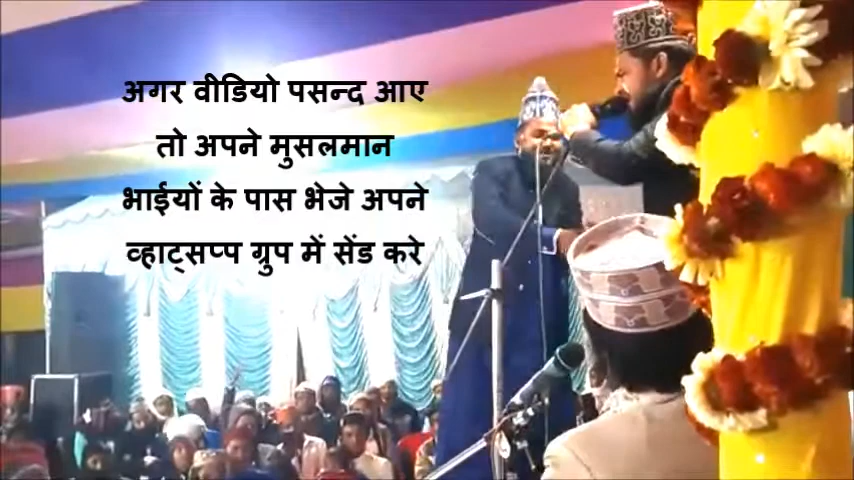 अगर वीडियो पसन्द आए
तो अपने मुसलमान
भाईयों के पास भेजे अपने
व्हाट्सप्प ग्रुप में सेंड करे